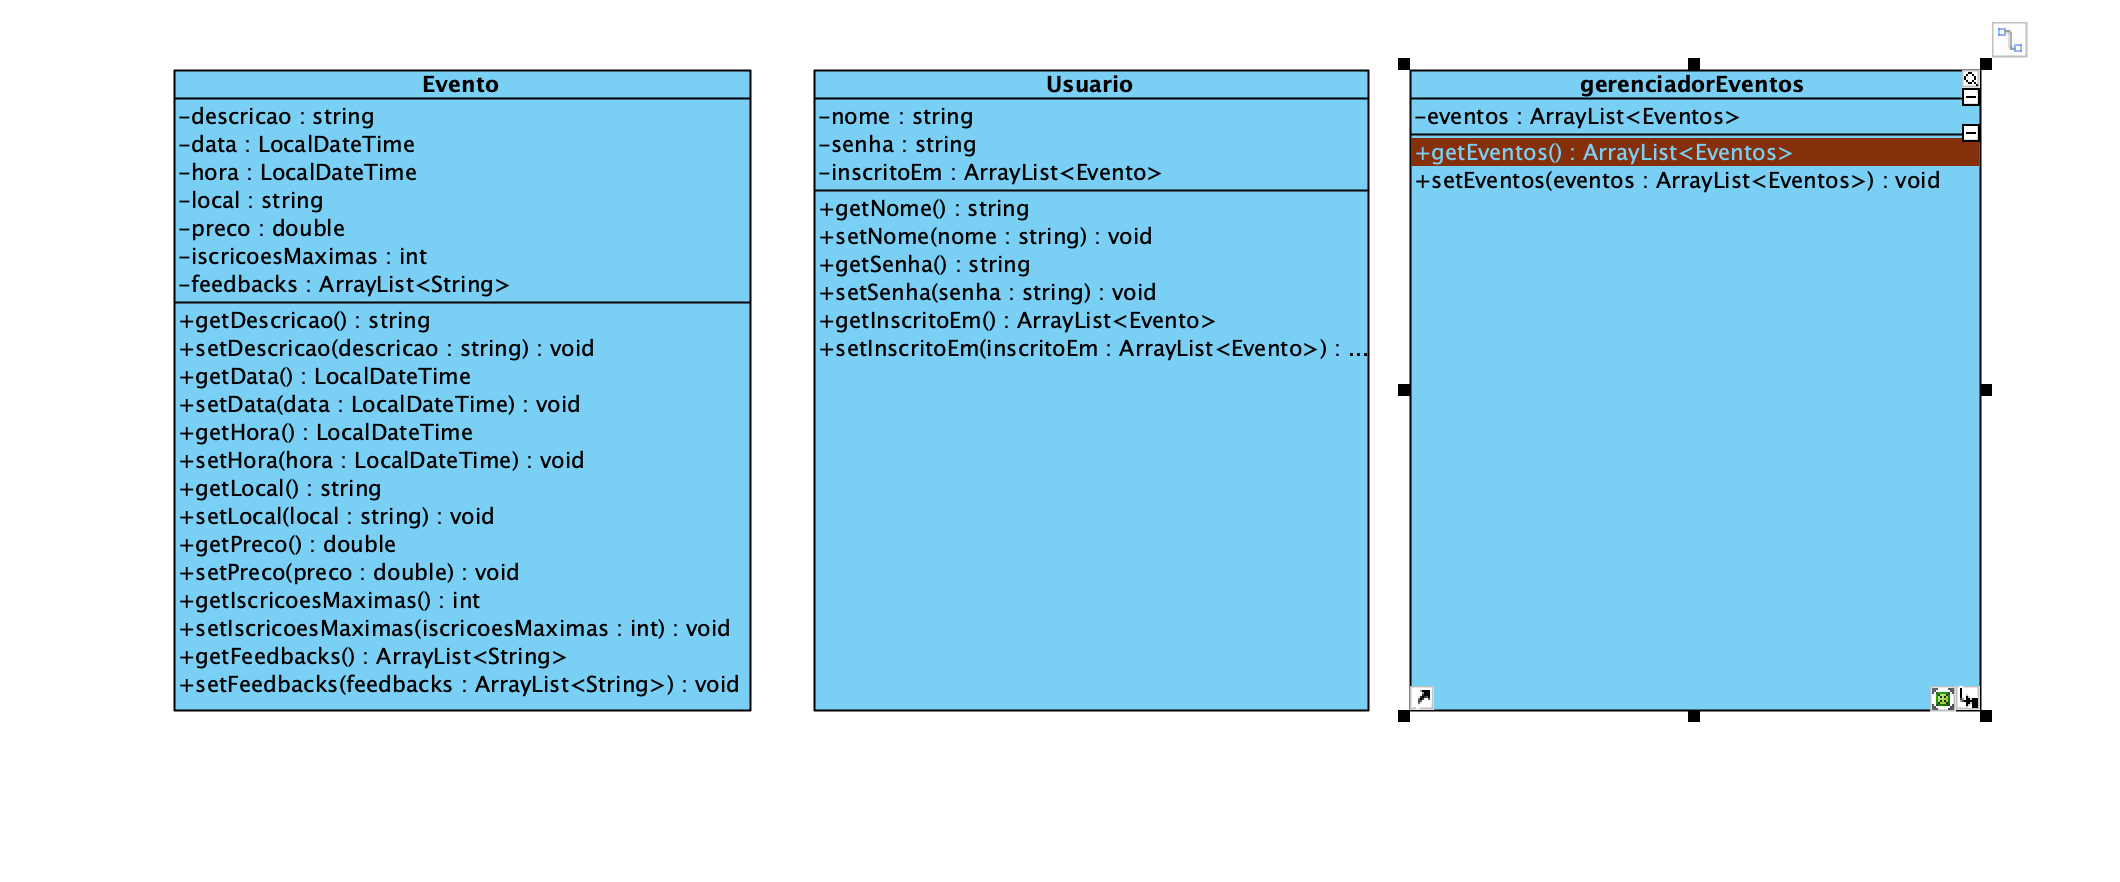 Evento
-descricao : string
-data : LocalDateTime
-hora : LocalDateTime
-local : string
-preco : double
-iscricoesMaximas : int
-feedbacks : ArrayList<String>
+getDescricao() : string
+setDescricao(descricao : string) : void
+getData() : LocalDateTime
+setData(data : LocalDateTime) : void
+getHora() : LocalDateTime
+setHora(hora : LocalDateTime) : void
+getLocal() : string
+setLocal(local : string) : void
+getPreco() : double
+setPreco(preco : double) : void
+getIscricoesMaximas() : int
+setIscricoesMaximas(iscricoesMaximas : int) : void
+getFeedbacks() : ArrayList<String>
+setFeedbacks(feedbacks : ArrayList<String>) : void
Usuario
-nome : string
-senha : string
-inscritoEm : ArrayList<Evento>
+getNome() : string
+setNome(nome : string) : void
+getSenha() : string
+setSenha(senha : string) : void
+getInscritoEm() : ArrayList<Evento>
+setInscritoEm(inscritoEm : ArrayList<Evento>) : ...
gerenciadorEventos
-eventos : ArrayList<Eventos>
+getEventos() : ArrayList<Eventos>
+setEventos(eventos : ArrayList<Eventos>) : void